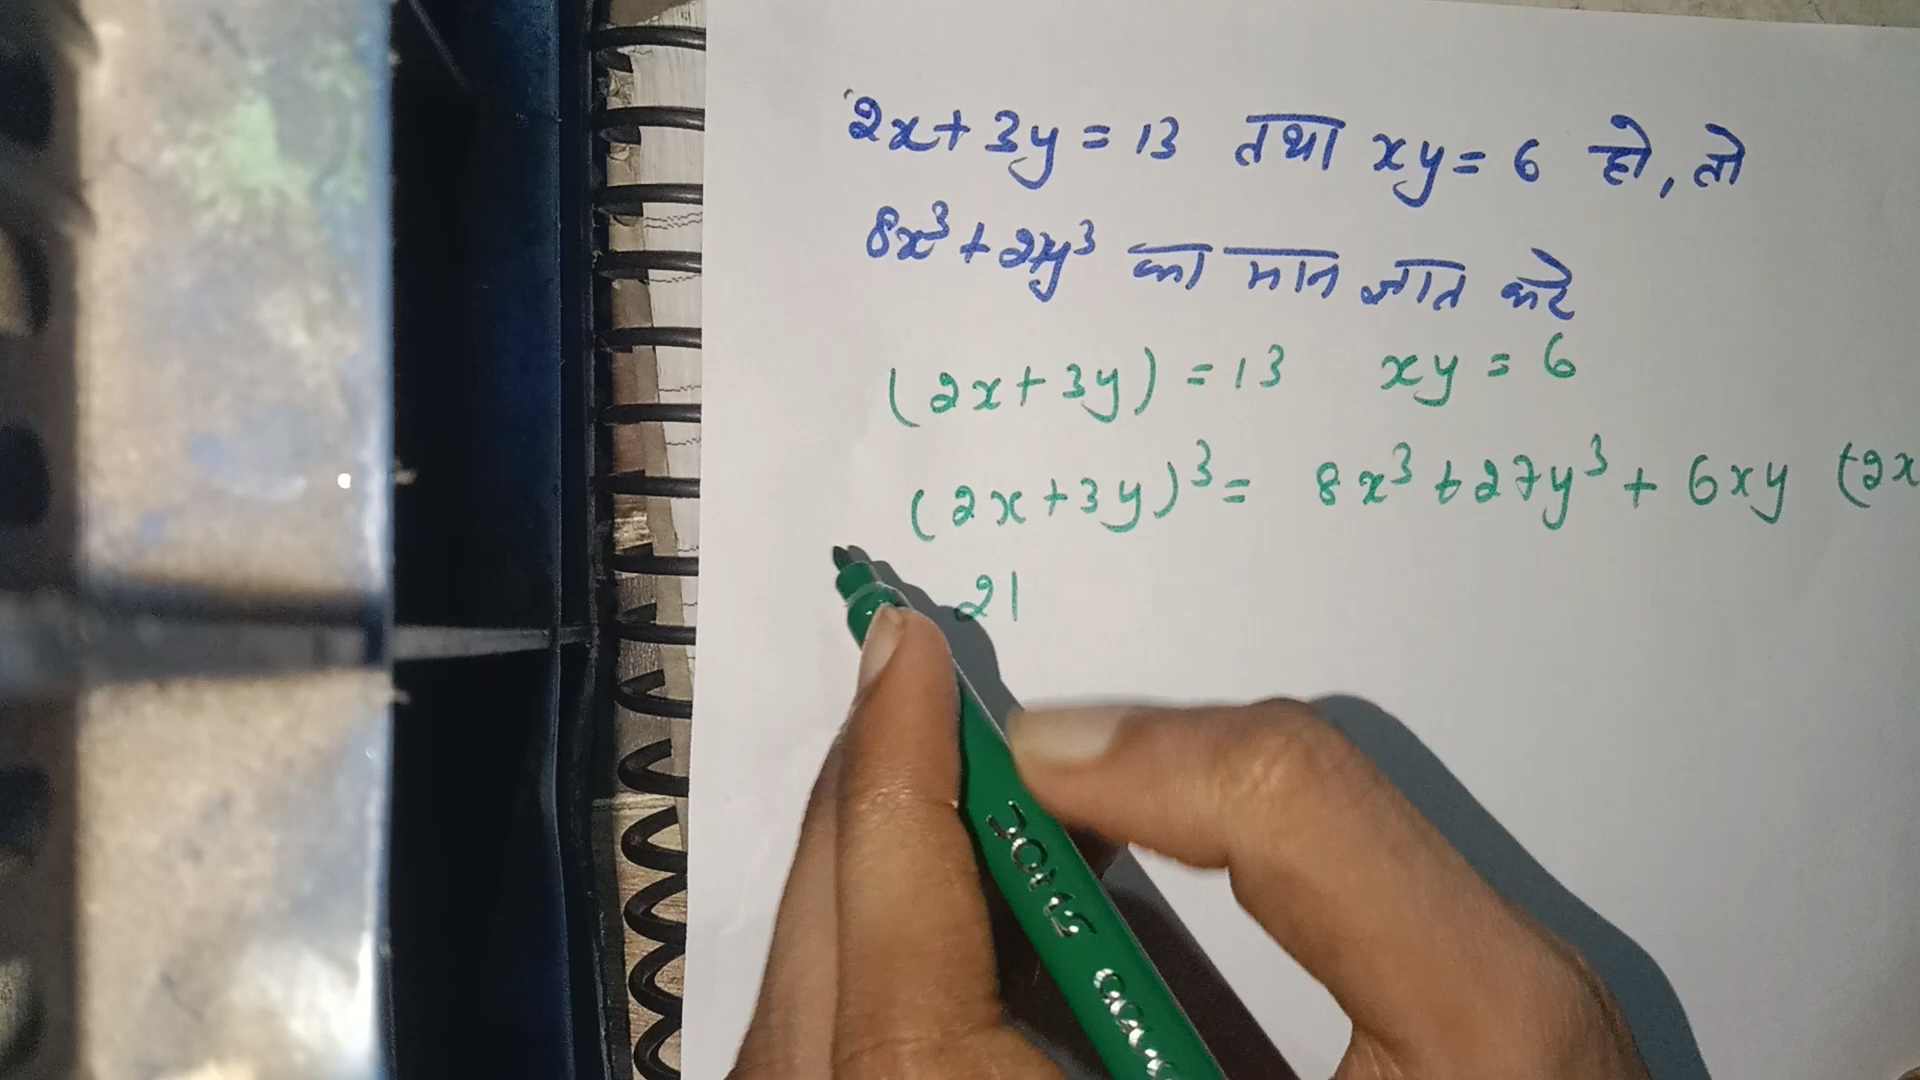 2x+3y=13 तथा xy=6 हो, तो
8x³+27y³ का मान ज्ञात करे
(2x+3y) =13 xy = 6
(2x+3y)³= 8x³+27y³+ 6xy (2x
21